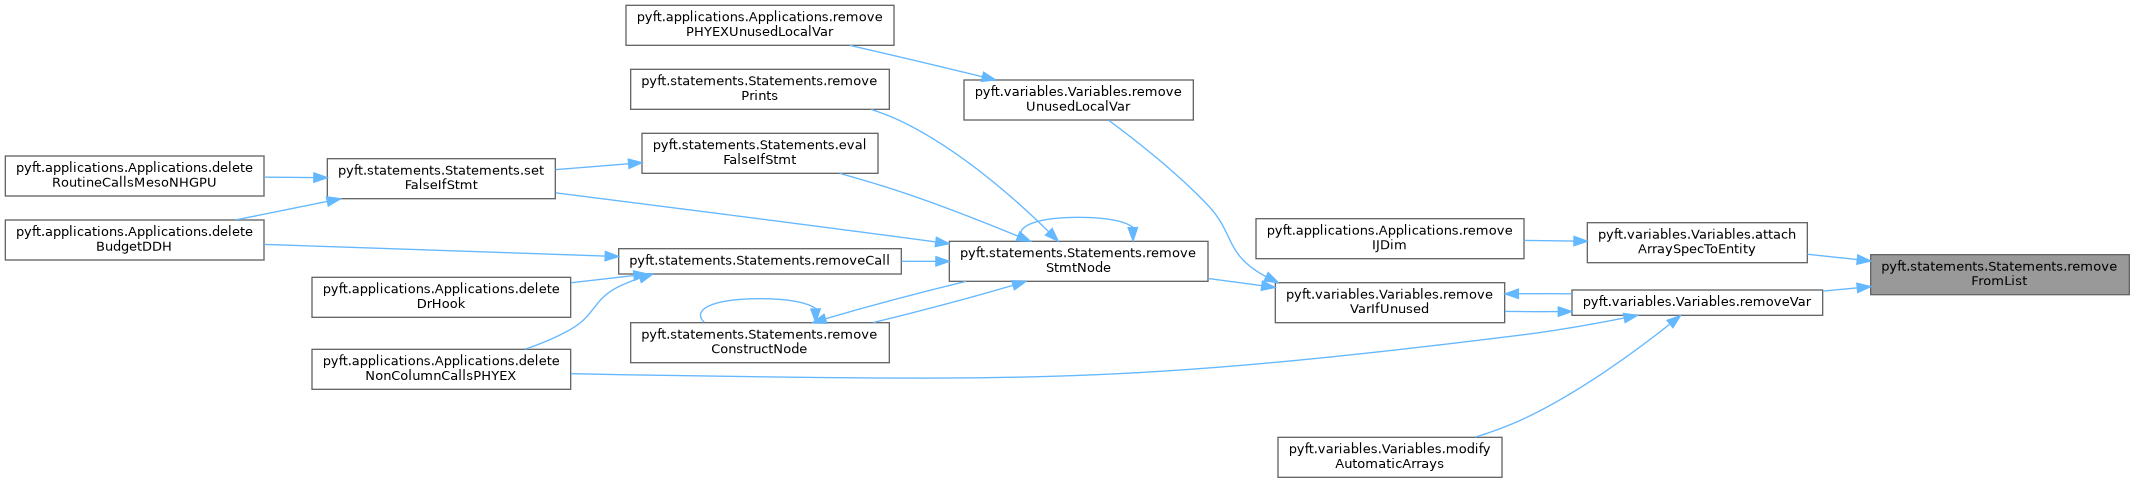 pyft.applications.Applications.remove
PHYEXUnusedLocalVar
pyft.statements.Statements.remove
Prints
pyft.variables.Variables.remove
UnusedLocalVar
pyft.statements.Statements.eval
FalseIfStmt
pyft.applications.Applications.delete
RoutineCallsMesoNHGPU
pyft.statements.Statements.set
FalseIfStmt
pyft.applications.Applications.delete
BudgetDDH
pyft.statements.Statements.removeCall
pyft.statements.Statements.remove
StmtNode
pyft.applications.Applications.remove
IJDim
pyft.variables.Variables.attach
ArraySpecToEntity
pyft.statements.Statements.remove
FromList
pyft.applications.Applications.delete
DrHook
pyft.variables.Variables.remove
VarIfUnused
pyft.variables.Variables.removeVar
pyft.statements.Statements.remove
ConstructNode
pyft.applications.Applications.delete
NonColumnCallsPHYEX
pyft.variables.Variables.modify
AutomaticArrays